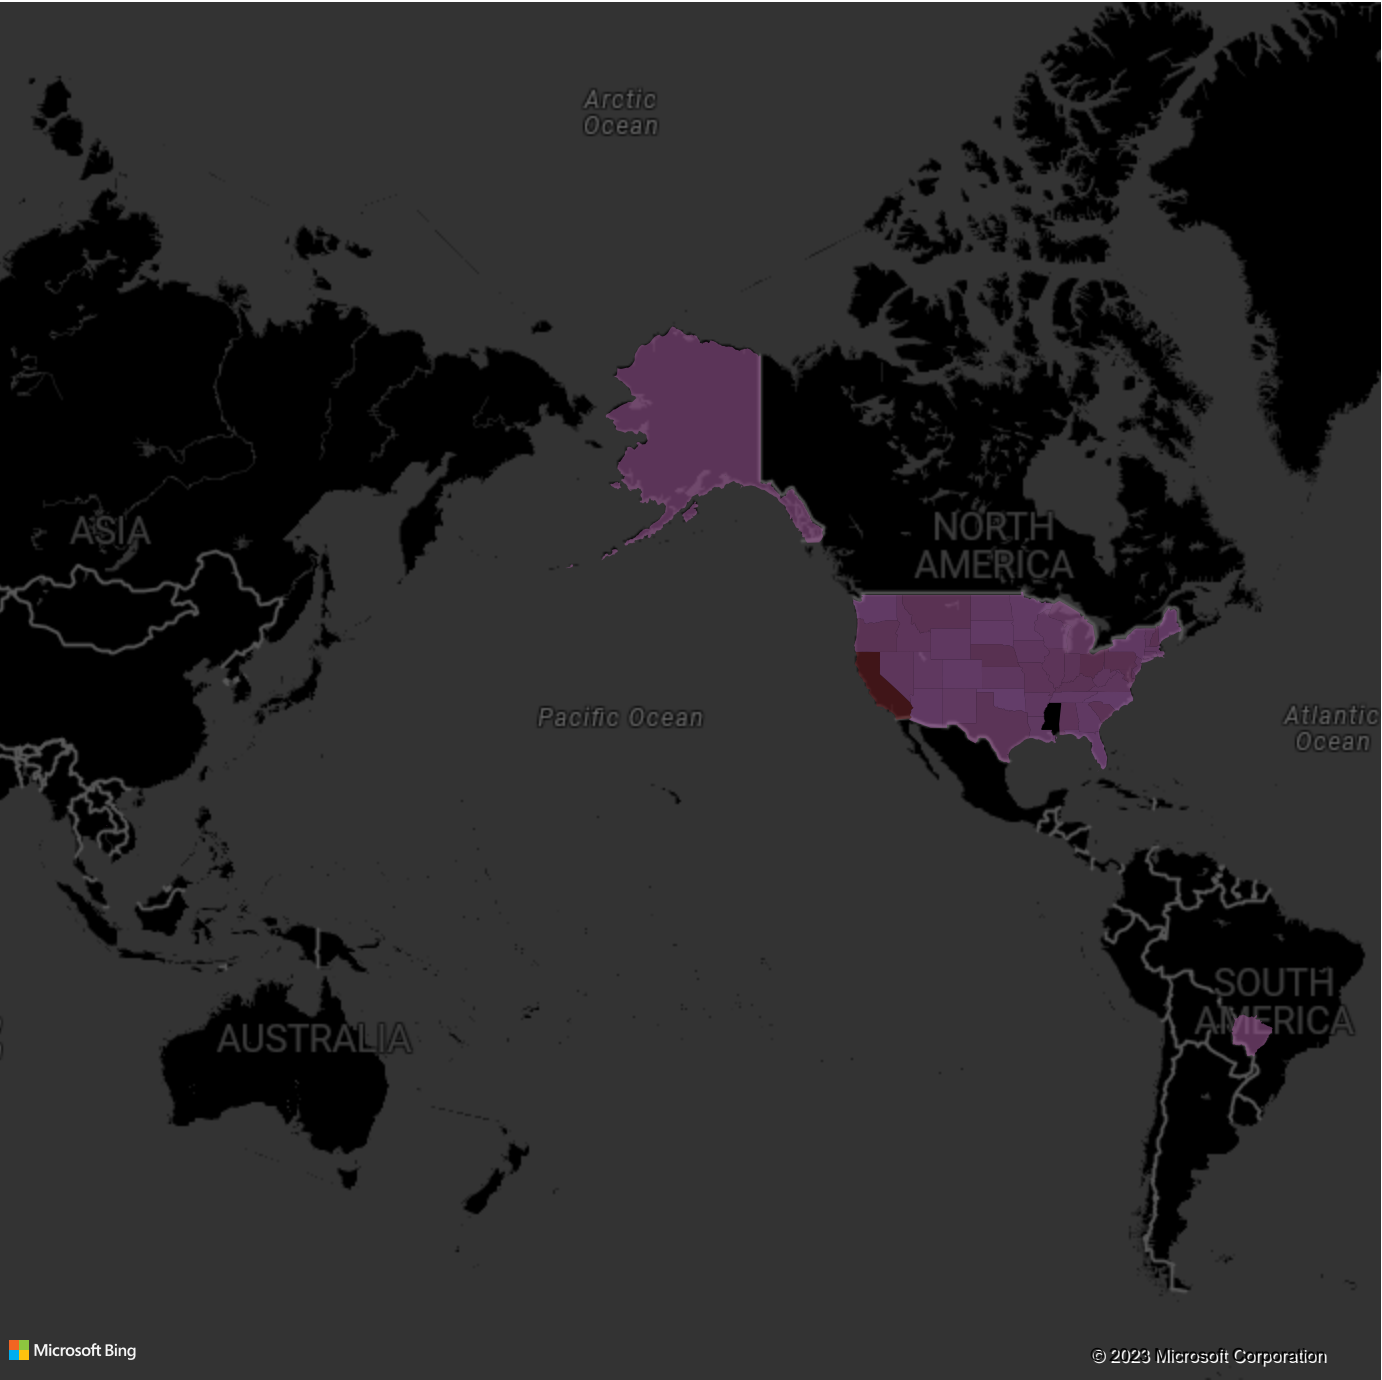 Arctic
Ocean
ASIA
NORTH
AMERICA
Pacific Ocean
Atlantic
Ocean
SOUTH
AMERICA
AUSTRALIA
Microsoft Bing
© 2023 Microsoft Corporation